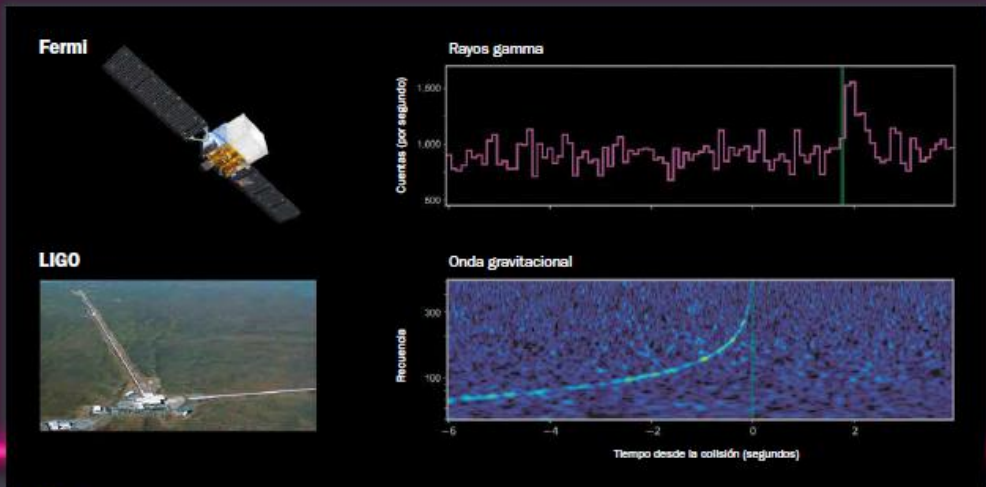 Fermi
Rayos gamma
Cuentas (por segundo)
1,500
1,000
500
LIGO
Onda gravitacional
Recuenda
300
100
−6
−4
−2
0
2
Tiempo desde la colisión (segundos)